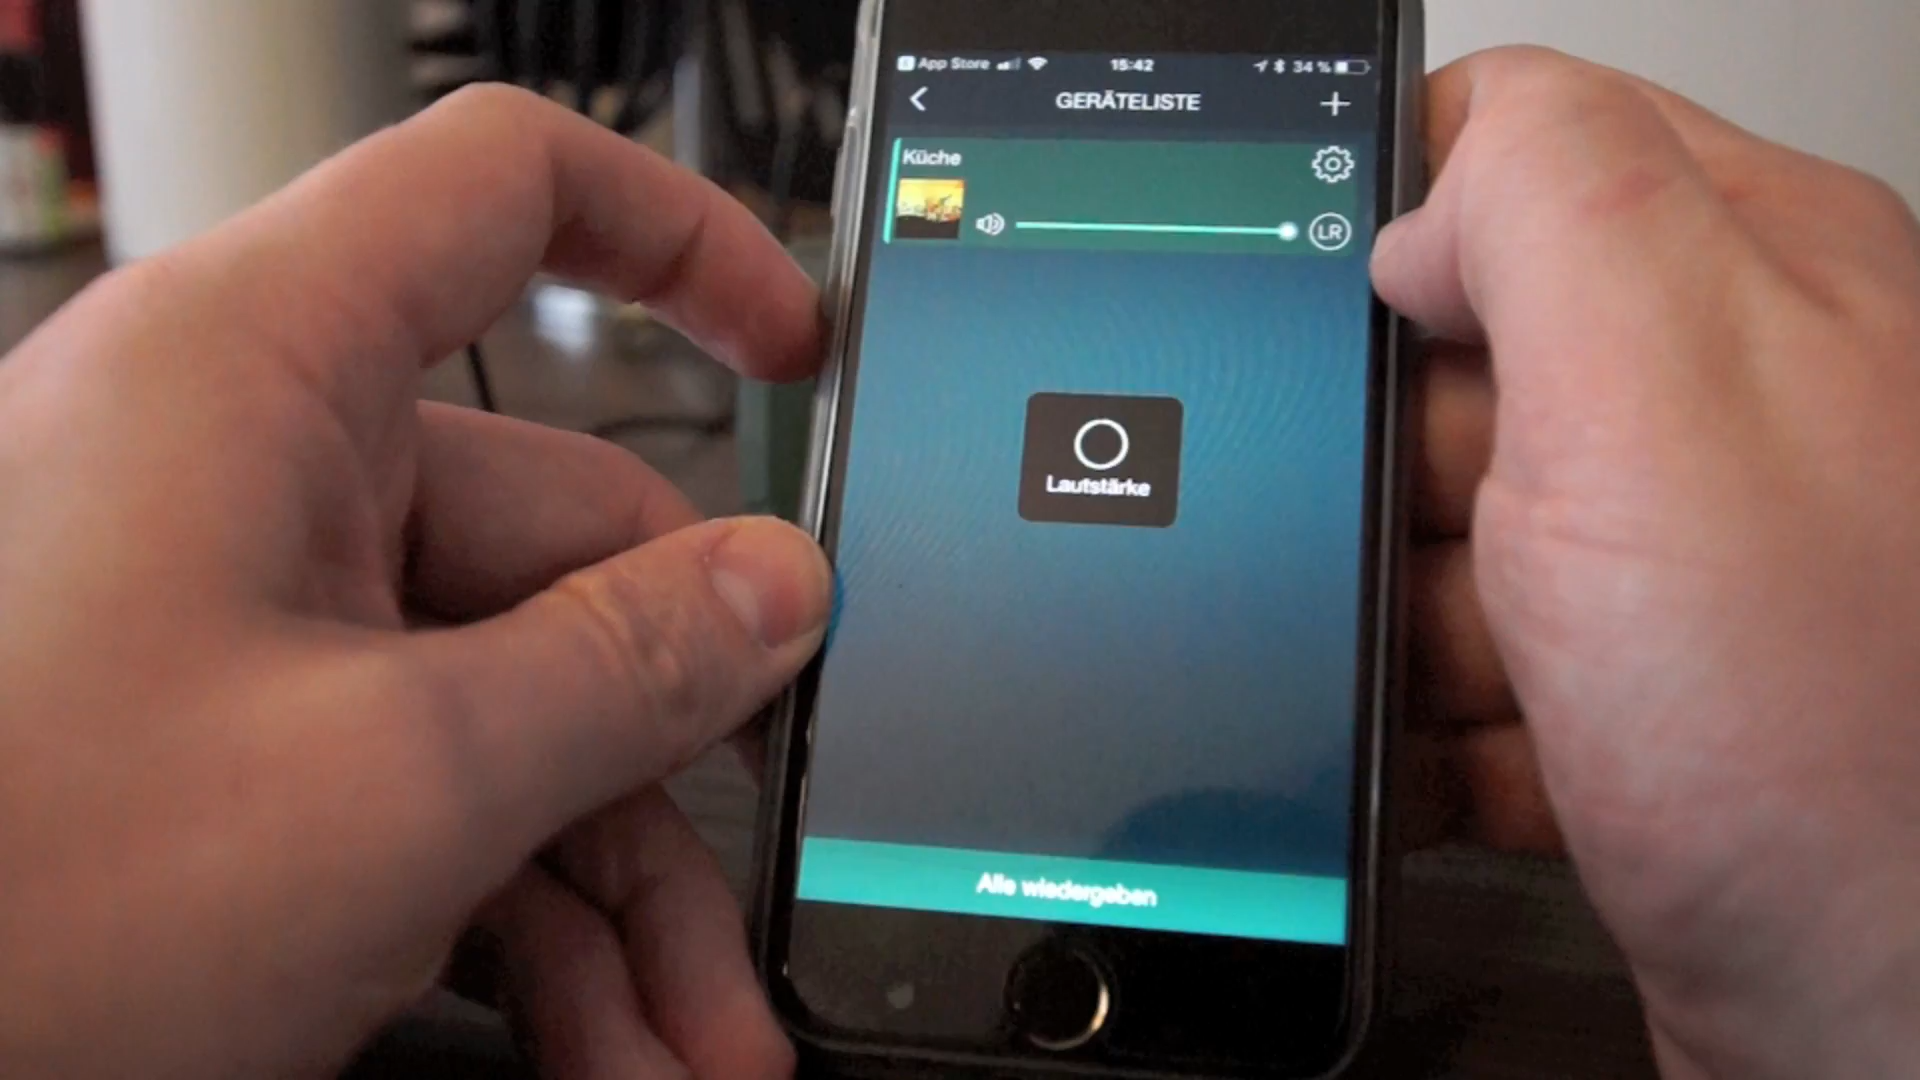 App Store 15:42 34 %
GERÄTELISTE
Küche
LR
Lautstärke
Alle wiedergeben